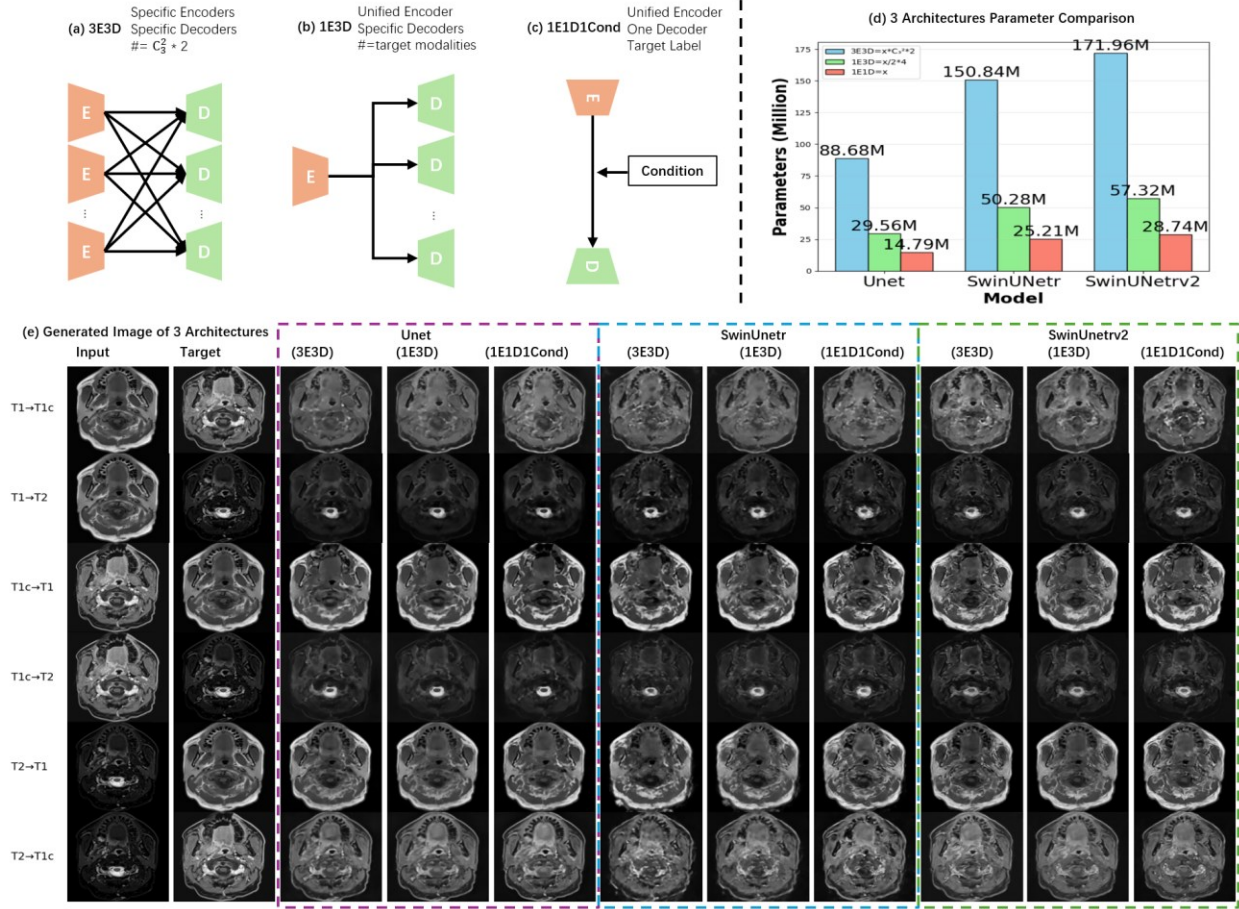 (a) 3E3D
Specific Encoders
Specific Decoders
#= C₃² * 2
E
E
...
E
D
D
...
D
(b) 1E3D
Unified Encoder
Specific Decoders
#=target modalities
E
D
D
...
D
(c) 1E1D1Cond
Unified Encoder
One Decoder
Target Label
E
Condition
D
(d) 3 Architectures Parameter Comparison
3E3D=x*C₃²*2
1E3D=x/2*4
1E1D=x
Parameters (Million)
175
150
125
100
75
50
25
0
88.68M
29.56M
14.79M
150.84M
50.28M
25.21M
171.96M
57.32M
28.74M
Unet
SwinUNetr
SwinUNetrv2
Model
(e) Generated Image of 3 Architectures
Unet
SwinUnetr
SwinUnetrv2
Input Target (3E3D) (1E3D) (1E1D1Cond) (3E3D) (1E3D) (1E1D1Cond) (3E3D) (1E3D) (1E1D1Cond)
T1→T1c
T1→T2
T1c→T1
T1c→T2
T2→T1
T2→T1c